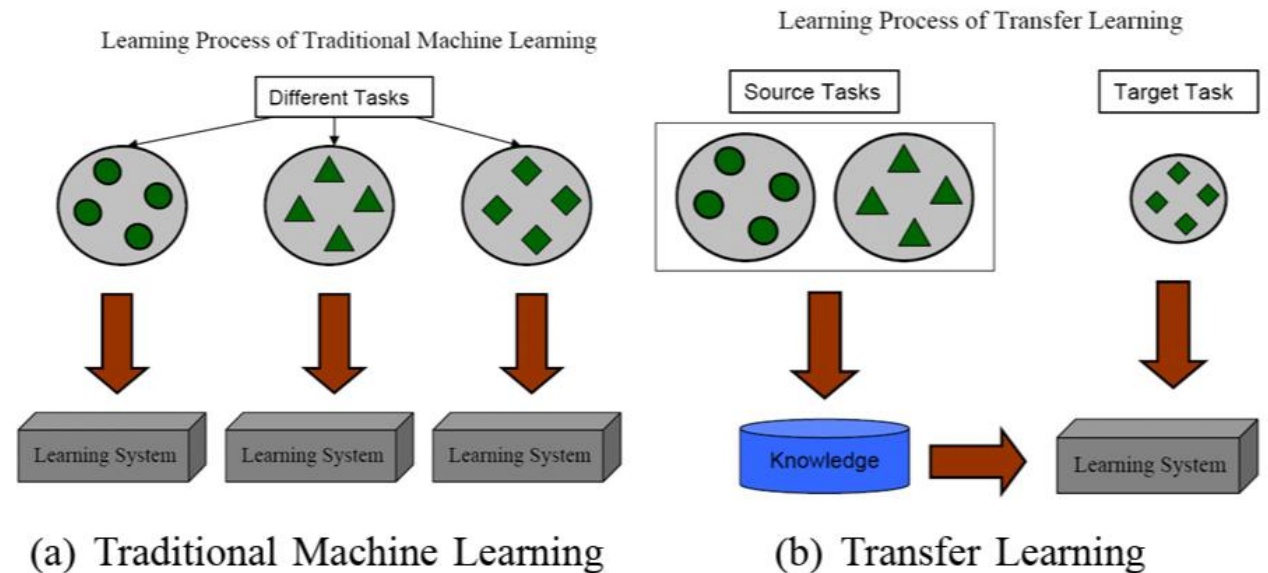 Learning Process of Traditional Machine Learning
Different Tasks
Learning System
Learning System
Learning System
(a) Traditional Machine Learning
Learning Process of Transfer Learning
Source Tasks
Target Task
Knowledge
Learning System
(b) Transfer Learning